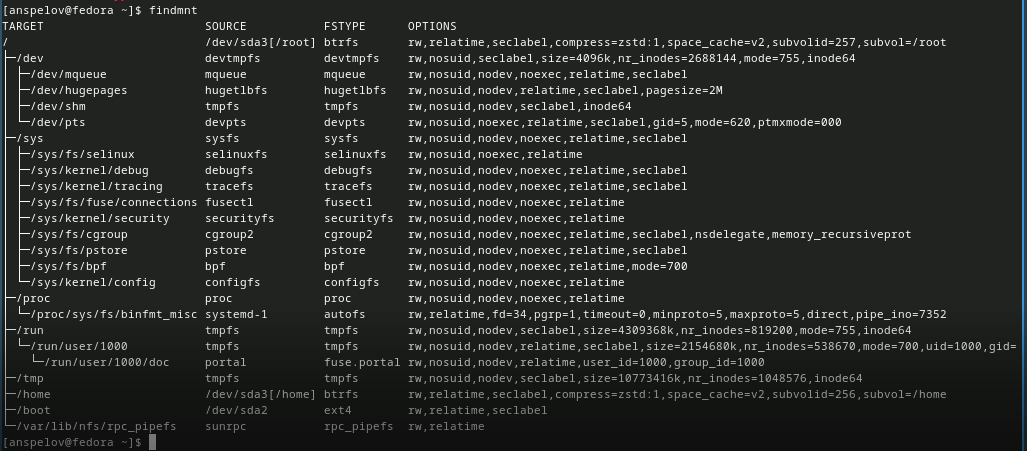 [anspelov@fedora ~]$ findmnt
TARGET                         SOURCE           FSTYPE      OPTIONS
/                              /dev/sda3[/root] btrfs       rw,relatime,seclabel,compress=zstd:1,space_cache=v2,subvolid=257,subvol=/root
├─/dev                         devtmpfs         devtmpfs    rw,nosuid,seclabel,size=4096k,nr_inodes=2688144,mode=755,inode64
│ ├─/dev/mqueue                mqueue           mqueue      rw,nosuid,nodev,noexec,relatime,seclabel
│ ├─/dev/hugepages             hugetlbfs        hugetlbfs   rw,nosuid,nodev,relatime,seclabel,pagesize=2M
│ ├─/dev/shm                   tmpfs            tmpfs       rw,nosuid,nodev,seclabel,inode64
│ └─/dev/pts                   devpts           devpts      rw,nosuid,noexec,relatime,seclabel,gid=5,mode=620,ptmxmode=000
├─/sys                         sysfs            sysfs       rw,nosuid,nodev,noexec,relatime,seclabel
│ ├─/sys/fs/selinux            selinuxfs        selinuxfs   rw,nosuid,noexec,relatime
│ ├─/sys/kernel/debug          debugfs          debugfs     rw,nosuid,nodev,noexec,relatime,seclabel
│ ├─/sys/kernel/tracing        tracefs          tracefs     rw,nosuid,nodev,noexec,relatime,seclabel
│ ├─/sys/fs/fuse/connections   fusectl          fusectl     rw,nosuid,nodev,noexec,relatime
│ ├─/sys/kernel/security       securityfs       securityfs  rw,nosuid,nodev,noexec,relatime
│ ├─/sys/fs/cgroup             cgroup2          cgroup2     rw,nosuid,nodev,noexec,relatime,seclabel,nsdelegate,memory_recursiveprot
│ ├─/sys/fs/pstore             pstore           pstore      rw,nosuid,nodev,noexec,relatime,seclabel
│ ├─/sys/fs/bpf                bpf              bpf         rw,nosuid,nodev,noexec,relatime,mode=700
│ └─/sys/kernel/config         configfs         configfs    rw,nosuid,nodev,noexec,relatime
├─/proc                        proc             proc        rw,nosuid,nodev,noexec,relatime
│ └─/proc/sys/fs/binfmt_misc   systemd-1        autofs      rw,relatime,fd=34,pgrp=1,timeout=0,minproto=5,maxproto=5,direct,pipe_ino=7352
├─/run                         tmpfs            tmpfs       rw,nosuid,nodev,seclabel,size=4309368k,nr_inodes=819200,mode=755,inode64
│ └─/run/user/1000             tmpfs            tmpfs       rw,nosuid,nodev,relatime,seclabel,size=2154680k,nr_inodes=538670,mode=700,uid=1000,gid=
│   └─/run/user/1000/doc       portal           fuse.portal rw,nosuid,nodev,relatime,user_id=1000,group_id=1000
├─/tmp                         tmpfs            tmpfs       rw,nosuid,nodev,seclabel,size=10773416k,nr_inodes=1048576,inode64
├─/home                        /dev/sda3[/home] btrfs       rw,relatime,seclabel,compress=zstd:1,space_cache=v2,subvolid=256,subvol=/home
├─/boot                        /dev/sda2        ext4        rw,relatime,seclabel
└─/var/lib/nfs/rpc_pipefs      sunrpc           rpc_pipefs  rw,relatime
[anspelov@fedora ~]$